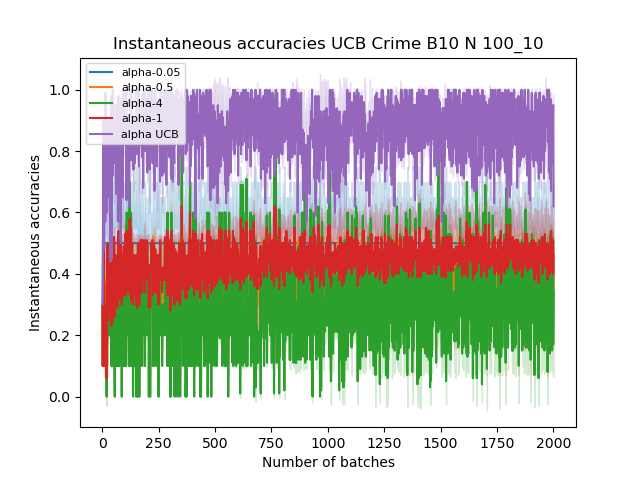 Instantaneous accuracies UCB Crime B10 N 100_10
alpha-0.05
alpha-0.5
alpha-4
alpha-1
alpha UCB
1.0
0.8
0.6
0.4
0.2
0.0
Instantaneous accuracies
0 250 500 750 1000 1250 1500 1750 2000
Number of batches